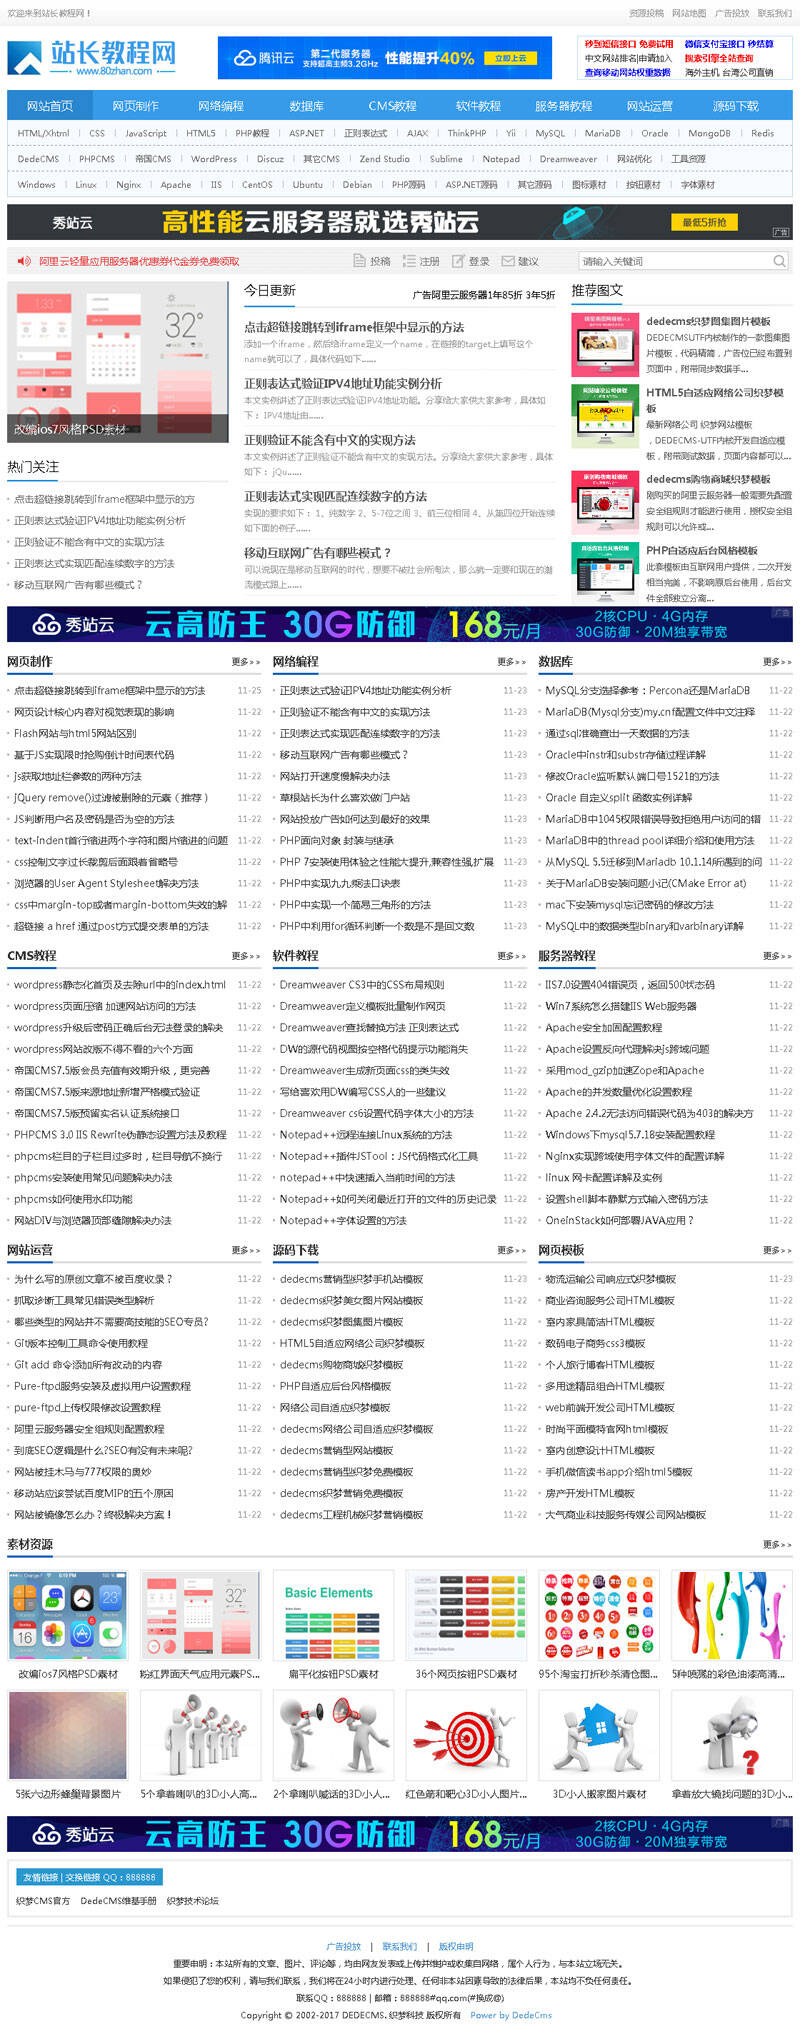 欢迎来到站长教程网！
资源投稿 网站地图 广告投放 联系我们
站长教程网
www.80zhan.com
腾讯云 第二代服务器 支持超高主频3.2GHz 性能提升40% 立即上云
秒到短信接口 免费试用 微信支付宝接口 秒结算
中文网站排名|申请加入 搜索引擎全站查询
查询移动网站权重数据 海外主机 台湾公司直销
网站首页 网页制作 网络编程 数据库 CMS教程 软件教程 服务器教程 网站运营 源码下载
HTML/Xhtml CSS JavaScript HTML5 PHP教程 ASP.NET 正则表达式 AJAX ThinkPHP Yii MySQL MariaDB Oracle MongoDB Redis
DedeCMS PHPCMS 帝国CMS WordPress Discuz 其它CMS Zend Studio Sublime Notepad Dreamweaver 网站优化 工具资源
Windows Linux Nginx Apache IIS CentOS Ubuntu Debian PHP源码 ASP.NET源码 其它源码 图标素材 按钮素材 字体素材
秀站云 高性能云服务器就选秀站云 最低5折抢 广告
阿里云轻量应用服务器优惠券代金券免费领取 投稿 注册 登录 建议 请输入关键词
改编ios7风格PSD素材
热门关注
点击超链接跳转到iframe框架中显示的方
正则表达式验证IPV4地址功能实例分析
正则验证不能含有中文的实现方法
正则表达式实现匹配连续数字的方法
移动互联网广告有哪些模式？
今日更新 广告阿里云服务器1年85折 3年5折
点击超链接跳转到iframe框架中显示的方法
添加一个iframe，然后给iframe定义一个name，在链接的target上填写这个
name就可以了，具体代码如下......
正则表达式验证IPV4地址功能实例分析
本文实例讲述了正则表达式验证IPV4地址功能。分享给大家供大家参考，具体如
下： IPV4地址由......
正则验证不能含有中文的实现方法
本文实例讲述了正则验证不能含有中文的实现方法。分享给大家供大家参考，具体
如下： jQu......
正则表达式实现匹配连续数字的方法
实现的要求如下： 1、纯数字 2、5-7位之间 3、前三位相同 4、从第四位开始连续
如下面的例子......
移动互联网广告有哪些模式？
可以说现在是移动互联网的时代，想要不被社会所淘汰，那么就一定要和现在的潮
流模式跟上......
推荐图文
dedecms织梦图集图片模板
DEDECMSUTF内核制作的一款图集图
片模板，代码精简，广告位已经布置到
页面中，附带同步数据手...
HTML5自适应网络公司织梦模
板
最新网络公司 织梦网站模板
，DEDECMS-UTF内核开发自适应模
板，附带测试数据，页面内容都可以...
dedecms购物商城织梦模板
刚购买的阿里云服务器一般需要先配置
安全组规则才能进行使用，授权安全组
规则可以允许或...
PHP自适应后台风格模板
此套模板由互联网用户提供，二次开发
相当完美，不影响原后台使用，后台文
件全部独立分离...
秀站云 云高防王 30G防御 168元/月 2核CPU·4G内存 30G防御·20M独享带宽 广告
网页制作 更多>>
点击超链接跳转到iframe框架中显示的方法 11-25
网页设计核心内容对视觉表现的影响 11-22
Flash网站与html5网站区别 11-22
基于JS实现限时抢购倒计时间表代码 11-22
js获取地址栏参数的两种方法 11-22
jQuery remove()过滤被删除的元素（推荐） 11-22
JS判断用户名及密码是否为空的方法 11-22
text-indent首行缩进两个字符和图片缩进的问题 11-22
css控制文字过长裁剪后面跟着省略号 11-22
浏览器的User Agent Stylesheet解决方法 11-22
css中margin-top或者margin-bottom失效的解 11-22
超链接 a href 通过post方式提交表单的方法 11-22
网络编程 更多>>
正则表达式验证IPV4地址功能实例分析 11-23
正则验证不能含有中文的实现方法 11-23
正则表达式实现匹配连续数字的方法 11-23
移动互联网广告有哪些模式？ 11-23
网站打开速度慢解决办法 11-23
草根站长为什么喜欢做门户站 11-23
网站投放广告如何达到最好的效果 11-23
PHP面向对象 封装与继承 11-23
PHP 7安装使用体验之性能大提升,兼容性强,扩展 11-23
PHP中实现九九乘法口诀表 11-23
PHP中实现一个简易三角形的方法 11-23
PHP中利用for循环判断一个数是不是回文数 11-23
数据库 更多>>
MySQL分支选择参考：Percona还是MariaDB 11-22
MariaDB(Mysql分支)my.cnf配置文件中文注释 11-22
通过sql准确查出一天数据的方法 11-22
Oracle中instr和substr存储过程详解 11-22
修改Oracle监听默认端口号1521的方法 11-22
Oracle 自定义split 函数实例详解 11-22
MariaDB中1045权限错误导致拒绝用户访问的错 11-22
MariaDB中的thread pool详细介绍和使用方法 11-22
从MySQL 5.5迁移到Mariadb 10.1.14所遇到的问 11-22
关于MariaDB安装问题小记(CMake Error at) 11-22
mac下安装mysql忘记密码的修改方法 11-22
MySQL中的数据类型binary和varbinary详解 11-22
CMS教程 更多>>
wordpress静态化首页及去除url中的index.html 11-22
wordpress页面压缩 加速网站访问的方法 11-22
wordpress升级后密码正确后台无法登录的解决 11-22
wordpress网站改版不得不看的六个方面 11-22
帝国CMS7.5版会员充值有效期升级，更完善 11-22
帝国CMS7.5版来源地址新增严格模式验证 11-22
帝国CMS7.5版预留实名认证系统接口 11-22
PHPCMS 3.0 IIS Rewrite伪静态设置方法及教程 11-22
phpcms栏目的子栏目过多时，栏目导航不换行 11-22
phpcms安装使用常见问题解决办法 11-22
phpcms如何使用水印功能 11-22
网站DIV与浏览器顶部缝隙解决办法 11-22
软件教程 更多>>
Dreamweaver CS3中的CSS布局规则 11-22
Dreamweaver定义模板批量制作网页 11-22
Dreamweaver查找替换方法 正则表达式 11-22
DW的源代码视图按空格代码提示功能消失 11-22
Dreamweaver生成新页面css的类失效 11-22
写给喜欢用DW编写CSS人的一些建议 11-22
Dreamweaver cs6设置代码字体大小的方法 11-22
Notepad++远程连接Linux系统的方法 11-22
Notepad++插件JSTool：JS代码格式化工具 11-22
notepad++中快速插入当前时间的方法 11-22
Notepad++如何关闭最近打开的文件的历史记录 11-22
Notepad++字体设置的方法 11-22
服务器教程 更多>>
IIS7.0设置404错误页，返回500状态码 11-22
Win7系统怎么搭建IIS Web服务器 11-22
Apache安全加固配置教程 11-22
Apache设置反向代理解决js跨域问题 11-22
采用mod_gzip加速Zope和Apache 11-22
Apache的并发数量优化设置教程 11-22
Apache 2.4.2无法访问错误代码为403的解决方 11-22
Windows下mysql5.7.18安装配置教程 11-22
Nginx实现跨域使用字体文件的配置详解 11-22
linux 网卡配置详解及实例 11-22
设置shell脚本静默方式输入密码方法 11-22
OneinStack如何部署JAVA应用？ 11-22
网站运营 更多>>
为什么写的原创文章不被百度收录？ 11-22
抓取诊断工具常见错误类型解析 11-22
哪些类型的网站并不需要高技能的SEO专员? 11-22
Git版本控制工具命令使用教程 11-22
Git add 命令添加所有改动的内容 11-22
Pure-ftpd服务安装及虚拟用户设置教程 11-22
pure-ftpd上传权限修改设置教程 11-22
阿里云服务器安全组规则配置教程 11-22
到底SEO逻辑是什么?SEO有没有未来呢? 11-22
网站被挂木马与777权限的奥妙 11-22
移动站应该尝试百度MIP的五个原因 11-22
网站被镜像怎么办？终极解决方案！ 11-22
源码下载 更多>>
dedecms营销型织梦手机站模板 11-23
dedecms织梦美女图片网站模板 11-22
dedecms织梦图集图片模板 11-22
HTML5自适应网络公司织梦模板 11-22
dedecms购物商城织梦模板 11-22
PHP自适应后台风格模板 11-22
网络公司自适应织梦模板 11-22
dedecms网络公司自适应织梦模板 11-22
dedecms营销型网站模板 11-22
dedecms营销型织梦免费模板 11-22
dedecms织梦营销免费模板 11-22
dedecms工程机械织梦营销模板 11-22
网页模板 更多>>
物流运输公司响应式织梦模板 11-23
商业咨询服务公司HTML模板 11-22
室内家具简洁HTML模板 11-22
数码电子商务css3模板 11-22
个人旅行博客HTML模板 11-22
多用途精品组合HTML模板 11-22
web前端开发公司HTML模板 11-22
时尚平面模特官网html模板 11-22
室内创意设计HTML模板 11-22
手机微信读书app介绍html5模板 11-22
房产开发HTML模板 11-22
大气商业科技服务传媒公司网站模板 11-22
素材资源 更多>>
Basic Elements
改编ios7风格PSD素材 粉红界面天气应用元素PS... 扁平化按钮PSD素材 36个网页按钮PSD素材 95个淘宝打折秒杀清仓图... 5种喷溅的彩色油漆高清...
5张六边形蜂巢背景图片 5个拿着喇叭的3D小人高... 2个拿喇叭喊话的3D小人... 红色箭和靶心3D小人图片... 3D小人搬家图片素材 拿着放大镜找问题的3D小...
秀站云 云高防王 30G防御 168元/月 2核CPU·4G内存 30G防御·20M独享带宽 广告
友情链接 | 交换链接 QQ：888888
织梦CMS官方 DedeCMS维基手册 织梦技术论坛
广告投放 | 联系我们 | 版权申明
重要申明：本站所有的文章、图片、评论等，均由网友发表或上传并维护或收集自网络，属个人行为，与本站立场无关。
如果侵犯了您的权利，请与我们联系，我们将在24小时内进行处理、任何非本站因素导致的法律后果，本站均不负任何责任。
联系QQ：888888 | 邮箱：888888#qq.com(#换成@)
Copyright © 2002-2017 DEDECMS. 织梦科技 版权所有 Power by DedeCms